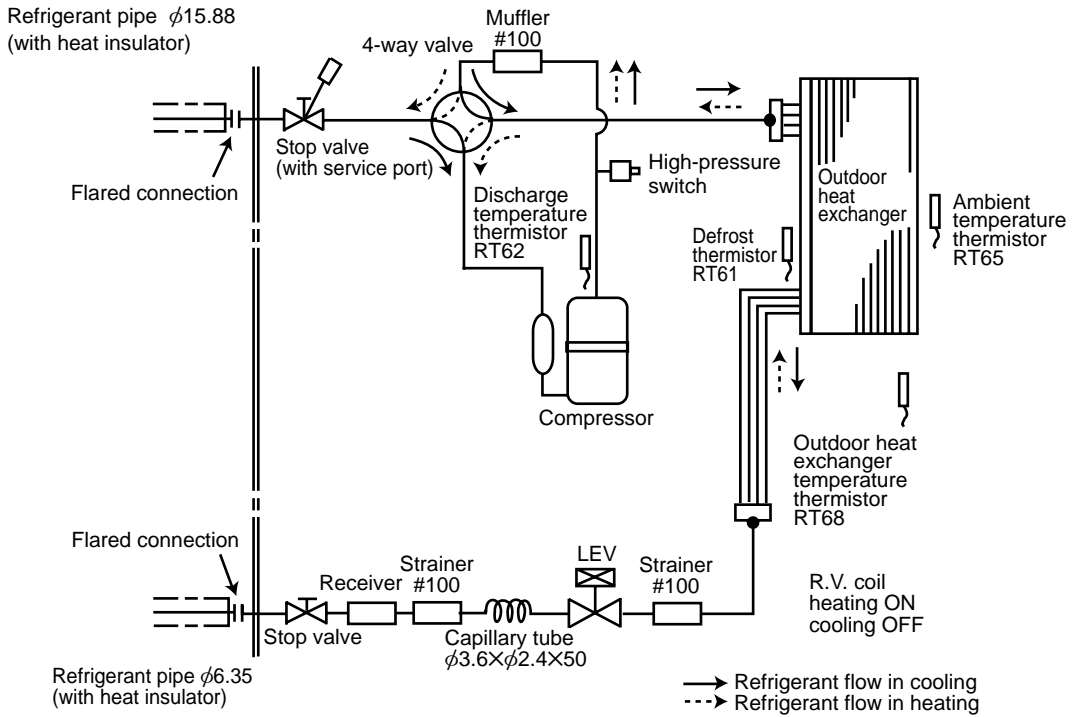 Refrigerant pipe ϕ15.88
(with heat insulator)
Muffler
#100
4-way valve
Stop valve
(with service port)
Flared connection
High-pressure
switch
Discharge
temperature
thermistor
RT62
Outdoor
heat
exchanger
Ambient
temperature
thermistor
RT65
Defrost
thermistor
RT61
Compressor
Outdoor heat
exchanger
temperature
thermistor
RT68
Flared connection
LEV
Strainer
#100
Receiver
Strainer
#100
R.V. coil
heating ON
cooling OFF
Stop valve
Capillary tube
ϕ3.6×ϕ2.4×50
Refrigerant pipe ϕ6.35
(with heat insulator)
Refrigerant flow in cooling
Refrigerant flow in heating